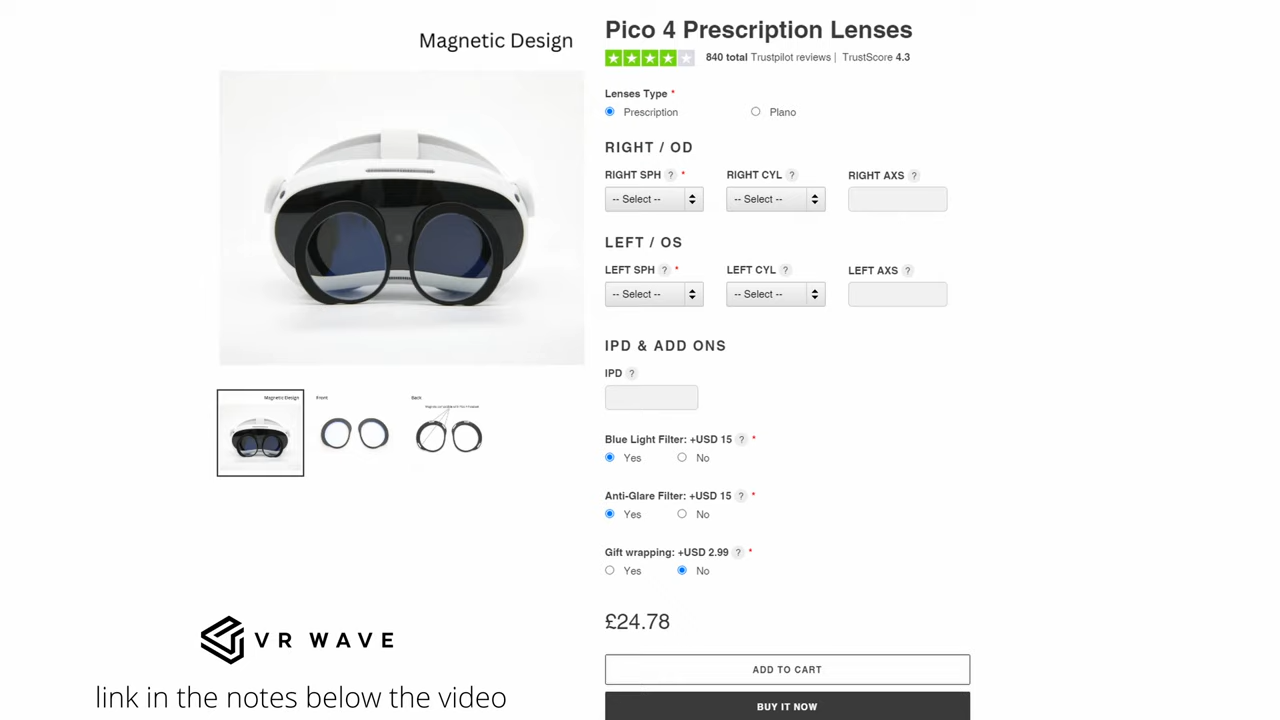 Magnetic Design
Pico 4 Prescription Lenses
840 total Trustpilot reviews | TrustScore 4.3
Lenses Type *
Prescription Plano
RIGHT / OD
RIGHT SPH ? * RIGHT CYL ? RIGHT AXS ?
-- Select -- -- Select --
LEFT / OS
LEFT SPH ? * LEFT CYL ? LEFT AXS ?
-- Select -- -- Select --
IPD & ADD ONS
IPD ?
Blue Light Filter: +USD 15 ? *
Yes No
Anti-Glare Filter: +USD 15 ? *
Yes No
Gift wrapping: +USD 2.99 ? *
Yes No
£24.78
ADD TO CART
BUY IT NOW
Magnetic Design
Front
Back
VR WAVE
link in the notes below the video